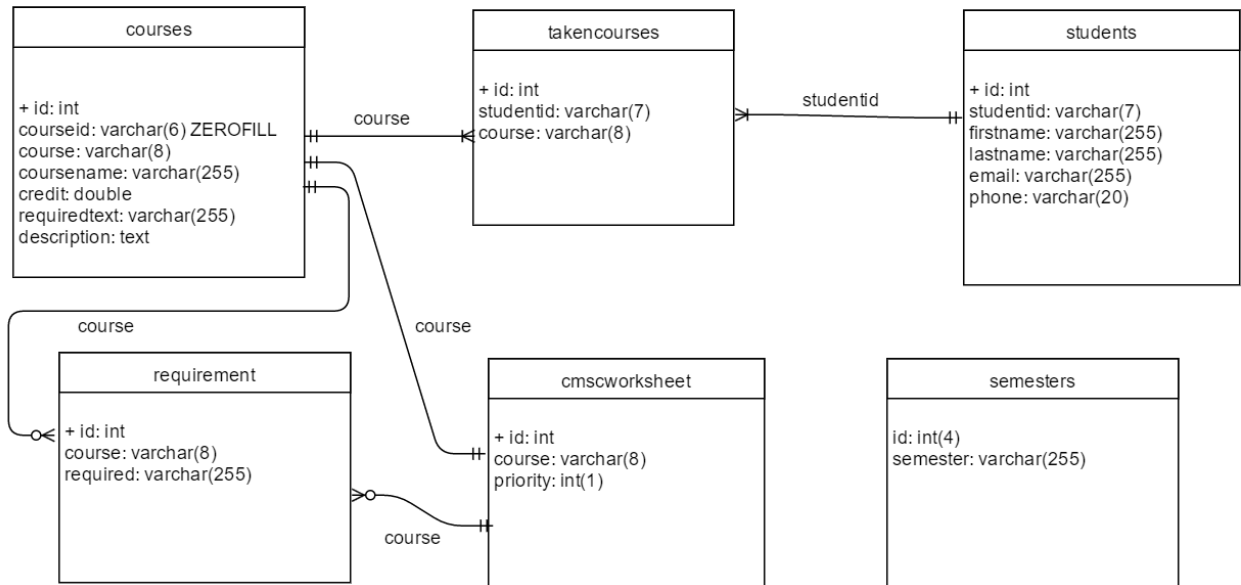 courses
+ id: int
courseid: varchar(6) ZEROFILL
course: varchar(8)
coursename: varchar(255)
credit: double
requiredtext: varchar(255)
description: text
course
takencourses
+ id: int
studentid: varchar(7)
course: varchar(8)
studentid
students
+ id: int
studentid: varchar(7)
firstname: varchar(255)
lastname: varchar(255)
email: varchar(255)
phone: varchar(20)
course
course
requirement
+ id: int
course: varchar(8)
required: varchar(255)
course
cmscworksheet
+ id: int
course: varchar(8)
priority: int(1)
semesters
id: int(4)
semester: varchar(255)